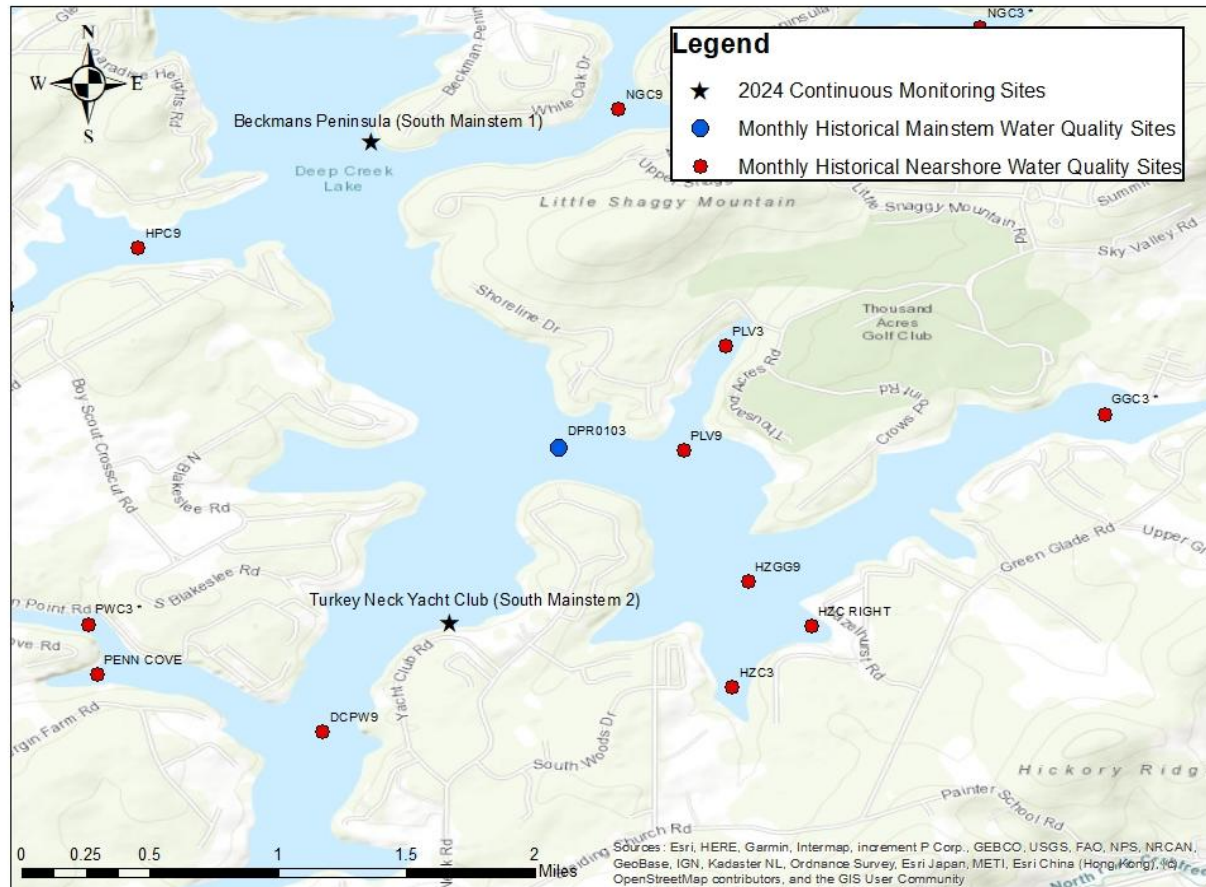 NGC3 *
Legend
2024 Continuous Monitoring Sites
Monthly Historical Mainstem Water Quality Sites
Monthly Historical Nearshore Water Quality Sites
N
W
E
S
Paradise Heights Rd
White Oak Dr
NGC9
Beckmans Peninsula (South Mainstem 1)
Deep Creek
Lake
Little Shaggy Mountain
Little Snaggy Mountain Rd
Sky Valley Rd
HPC9
Shoreline Dr
PLV3
Thousand
Acres
Golf Club
Thousand Acres Rd
Boy Scout Crosscut Rd
N Blakeslee Rd
DPR0103
PLV9
Crows Point Rd
GGC3 *
Green Glade Rd
S Blakeslee Rd
HZGG9
Turkey Neck Yacht Club (South Mainstem 2)
PWC3 *
HZC RIGHT
Hazelhurst Rd
PENN COVE
HZC3
Yacht Club Rd
DCPW9
South Woods Dr
Painter School Rd
0 0.25 0.5 1 1.5 2
Miles
Sources: Esri, HERE, Garmin, Intermap, increment P Corp., GEBCO, USGS, FAO, NPS, NRCAN,
GeoBase, IGN, Kadaster NL, Ordnance Survey, Esri Japan, METI, Esri China (Hong Kong), (c)
OpenStreetMap contributors, and the GIS User Community